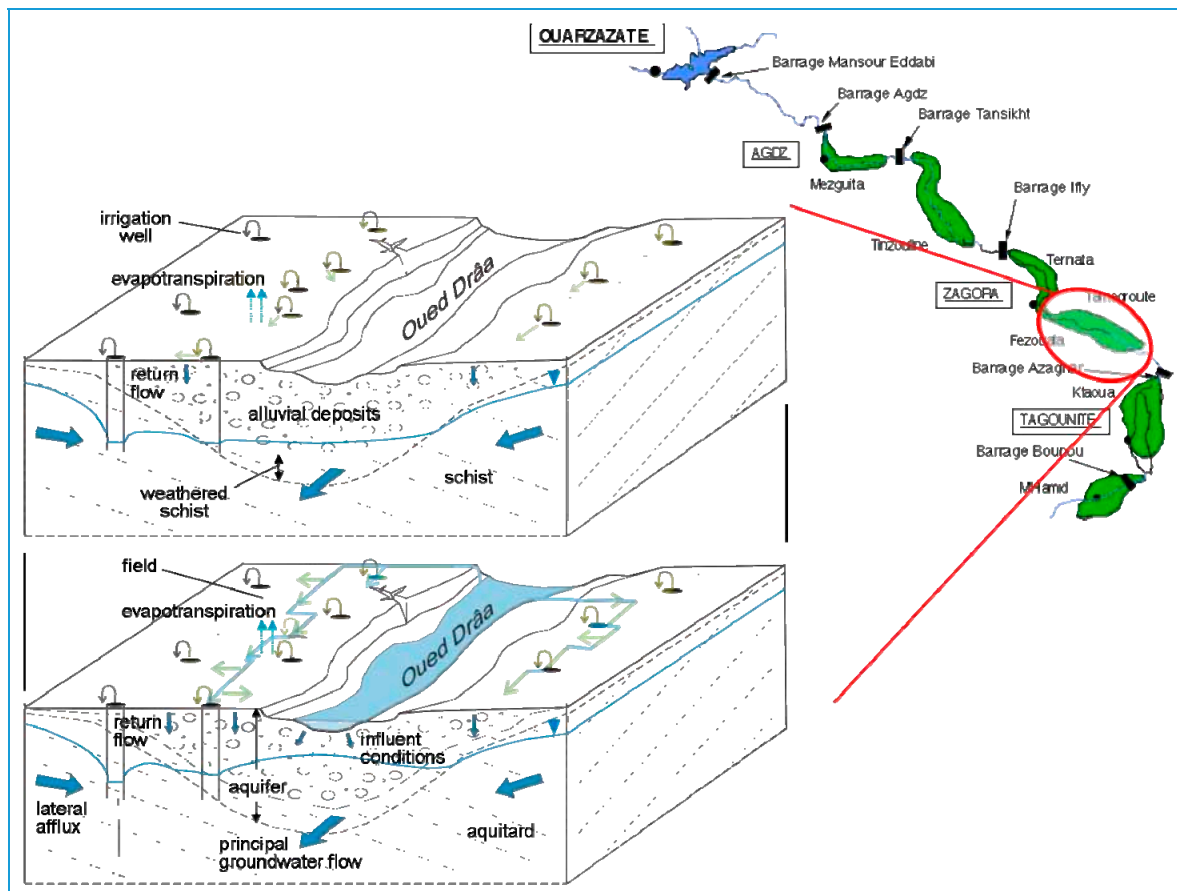 OUARZAZATE
Barrage Mansour Eddabi
Barrage Agdz
Barrage Tansikht
AGDZ
Mezguita
Barrage Ifly
Tinzouline
Ternata
ZAGORA
Tamegroute
Fezouata
Barrage Azaghar
Ktaoua
TAGOUNITE
Barrage Bounou
M'Hamid
irrigation
well
evapotranspiration
Oued Drâa
return
flow
alluvial deposits
schist
weathered
schist
field
evapotranspiration
Oued Drâa
return
flow
influent
conditions
aquifer
lateral
afflux
aquitard
principal
groundwater flow